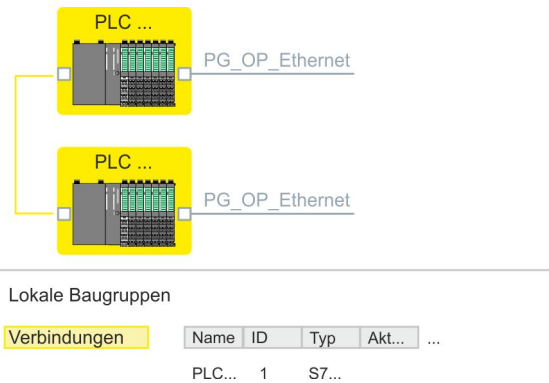 PLC ...
PG_OP_Ethernet
PLC ...
PG_OP_Ethernet
Lokale Baugruppen
Verbindungen Name ID Typ Akt... ...
PLC... 1 S7...